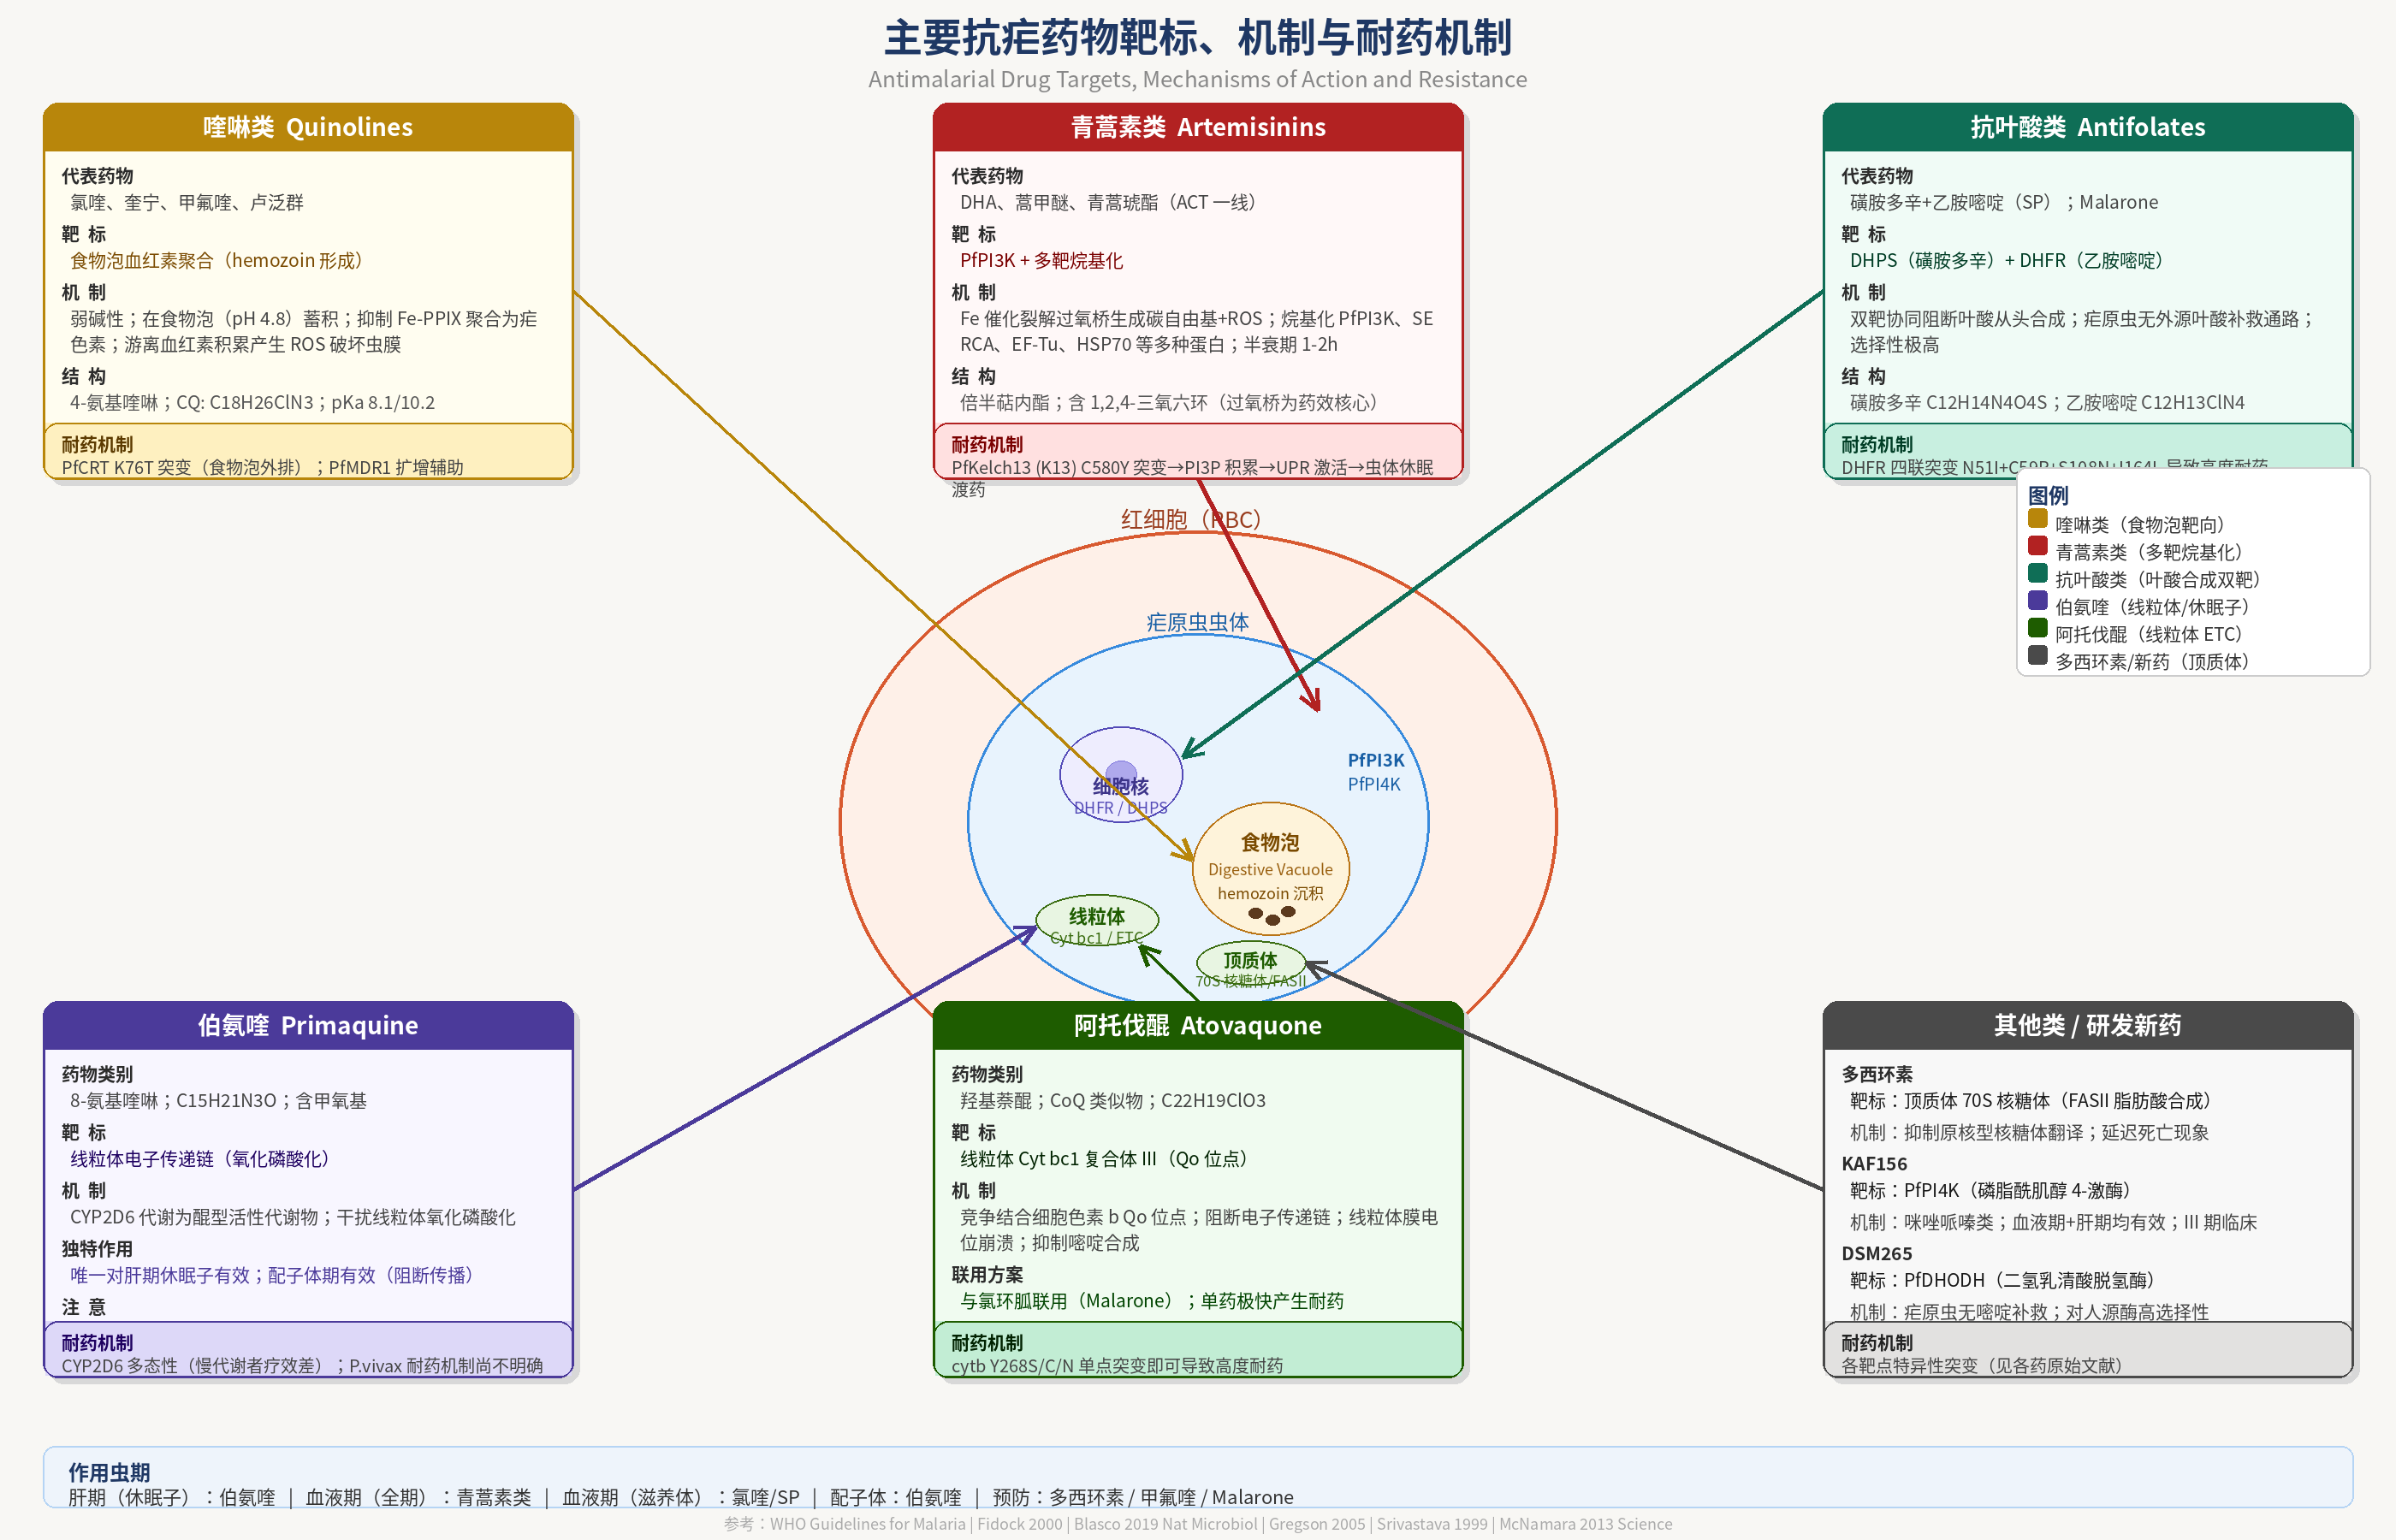 主要抗疟药物靶标、机制与耐药机制
Antimalarial Drug Targets, Mechanisms of Action and Resistance
喹啉类 Quinolines
代表药物
氯喹、奎宁、甲氟喹、卢泛群
靶 标
食物泡血红素聚合（hemozoin 形成）
机 制
弱碱性；在食物泡（pH 4.8）蓄积；抑制 Fe-PPIX 聚合为疟
色素；游离血红素积累产生 ROS 破坏虫膜
结 构
4-氨基喹啉；CQ: C18H26ClN3；pKa 8.1/10.2
耐药机制
PfCRT K76T 突变（食物泡外排）；PfMDR1 扩增辅助
青蒿素类 Artemisinins
代表药物
DHA、蒿甲醚、青蒿琥酯（ACT 一线）
靶 标
PfPI3K + 多靶烷基化
机 制
Fe 催化裂解过氧桥生成碳自由基+ROS；烷基化 PfPI3K、SE
RCA、EF-Tu、HSP70 等多种蛋白；半衰期 1-2h
结 构
倍半萜内酯；含 1,2,4-三氧六环（过氧桥为药效核心）
耐药机制
PfKelch13 (K13) C580Y 突变→PI3P 积累→UPR 激活→虫体休眠
渡药
抗叶酸类 Antifolates
代表药物
磺胺多辛+乙胺嘧啶（SP）；Malarone
靶 标
DHPS（磺胺多辛）+ DHFR（乙胺嘧啶）
机 制
双靶协同阻断叶酸从头合成；疟原虫无外源叶酸补救通路；
选择性极高
结 构
磺胺多辛 C12H14N4O4S；乙胺嘧啶 C12H13ClN4
耐药机制
DHFR 四联突变 N51I+C59R+S108N+I164L 导致高度耐药
图例
喹啉类（食物泡靶向）
青蒿素类（多靶烷基化）
抗叶酸类（叶酸合成双靶）
伯氨喹（线粒体/休眠子）
阿托伐醌（线粒体 ETC）
多西环素/新药（顶质体）
红细胞（RBC）
疟原虫虫体
PfPI3K
PfPI4K
细胞核
DHFR / DHPS
食物泡
Digestive Vacuole
hemozoin 沉积
线粒体
Cyt bc1 / ETC
顶质体
70S 核糖体/FASII
伯氨喹 Primaquine
药物类别
8-氨基喹啉；C15H21N3O；含甲氧基
靶 标
线粒体电子传递链（氧化磷酸化）
机 制
CYP2D6 代谢为醌型活性代谢物；干扰线粒体氧化磷酸化
独特作用
唯一对肝期休眠子有效；配子体期有效（阻断传播）
注 意
耐药机制
CYP2D6 多态性（慢代谢者疗效差）；P.vivax 耐药机制尚不明确
阿托伐醌 Atovaquone
药物类别
羟基萘醌；CoQ 类似物；C22H19ClO3
靶 标
线粒体 Cyt bc1 复合体 III（Qo 位点）
机 制
竞争结合细胞色素 b Qo 位点；阻断电子传递链；线粒体膜电
位崩溃；抑制嘧啶合成
联用方案
与氯环胍联用（Malarone）；单药极快产生耐药
耐药机制
cytb Y268S/C/N 单点突变即可导致高度耐药
其他类 / 研发新药
多西环素
靶标：顶质体 70S 核糖体（FASII 脂肪酸合成）
机制：抑制原核型核糖体翻译；延迟死亡现象
KAF156
靶标：PfPI4K（磷脂酰肌醇 4-激酶）
机制：咪唑哌嗪类；血液期+肝期均有效；III 期临床
DSM265
靶标：PfDHODH（二氢乳清酸脱氢酶）
机制：疟原虫无嘧啶补救；对人源酶高选择性
耐药机制
各靶点特异性突变（见各药原始文献）
作用虫期
肝期（休眠子）：伯氨喹 | 血液期（全期）：青蒿素类 | 血液期（滋养体）：氯喹/SP | 配子体：伯氨喹 | 预防：多西环素 / 甲氟喹 / Malarone
参考：WHO Guidelines for Malaria | Fidock 2000 | Blasco 2019 Nat Microbiol | Gregson 2005 | Srivastava 1999 | McNamara 2013 Science